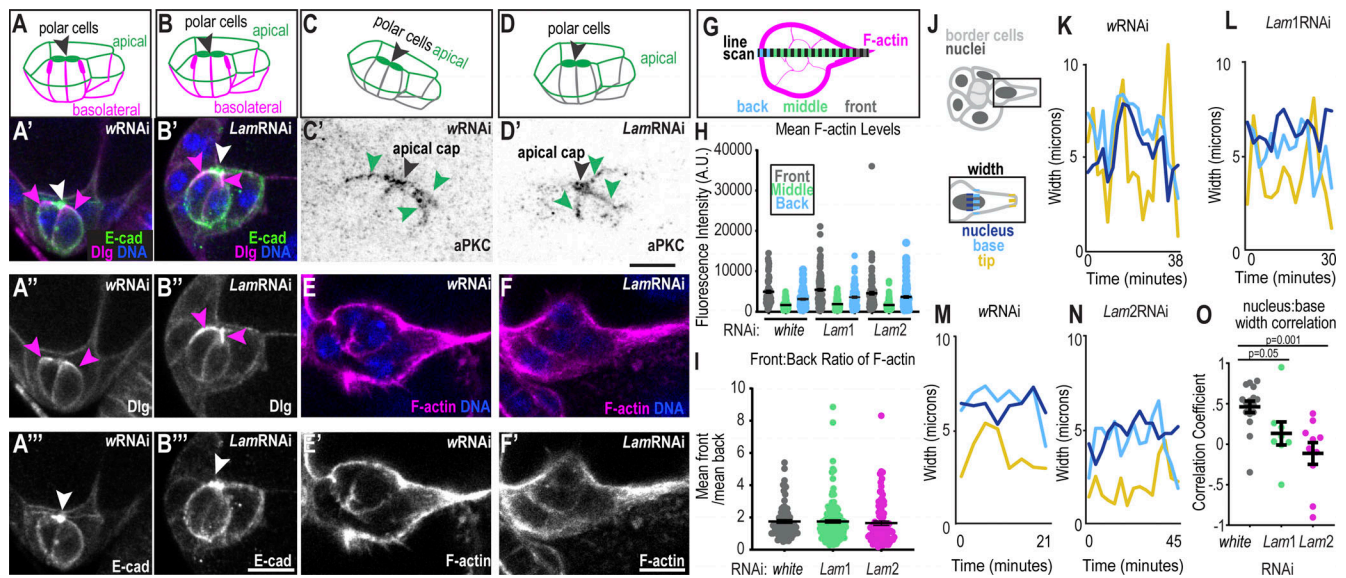 A
polar cells
apical
basolateral
B
polar cells
apical
basolateral
C
polar cells
apical
D
polar cells
apical
A'
wRNAi
E-cad
Dlg DNA
B'
LamRNAi
E-cad
Dlg DNA
C'
wRNAi
apical cap
aPKC
D'
LamRNAi
apical cap
aPKC
A''
wRNAi
Dlg
B''
LamRNAi
Dlg
E
wRNAi
F-actin DNA
F
LamRNAi
F-actin DNA
A'''
wRNAi
E-cad
B'''
LamRNAi
E-cad
E'
wRNAi
F-actin
F'
LamRNAi
F-actin
G
F-actin
line
scan
back middle front
H
Mean F-actin Levels
Fluorescence Intensity (A.U.)
40000
30000
20000
10000
0
Front
Middle
Back
RNAi: white Lam1 Lam2
I
Front:Back Ratio of F-actin
Mean front
/mean back
10
8
6
4
2
0
RNAi: white Lam1 Lam2
J
border cells
nuclei
width
nucleus
base
tip
K
wRNAi
Width (microns)
10
5
0
0 38
Time (minutes)
L
Lam1RNAi
Width (microns)
10
5
0
0 30
Time (minutes)
M
wRNAi
Width (microns)
10
5
0
0 21
Time (minutes)
N
Lam2RNAi
Width (microns)
10
5
0
0 45
Time (minutes)
O
nucleus:base
width correlation
p=0.001
p=0.05
Correlation Coefficient
1
.5
0
-.5
-1
white Lam1 Lam2
RNAi